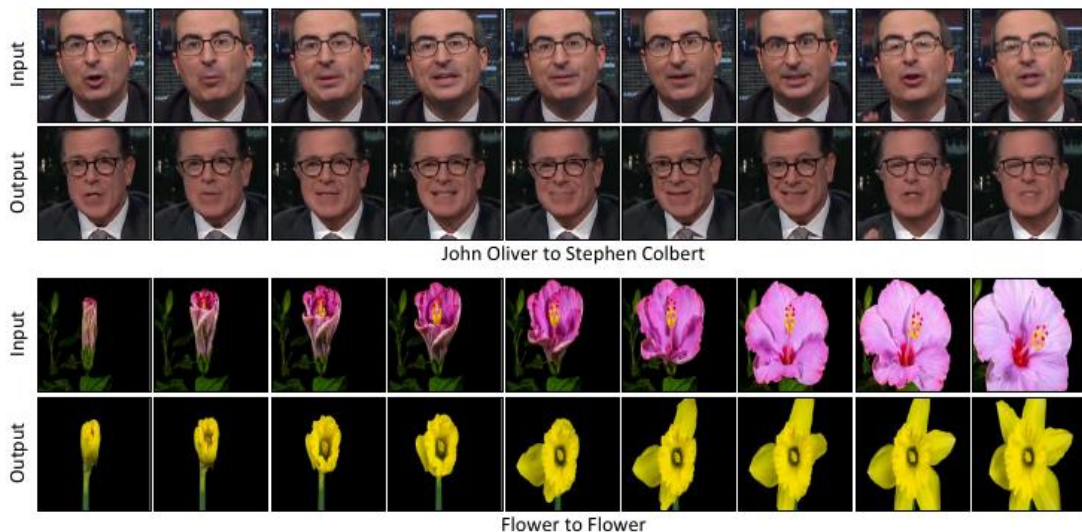 Input
Output
John Oliver to Stephen Colbert
Input
Output
Flower to Flower